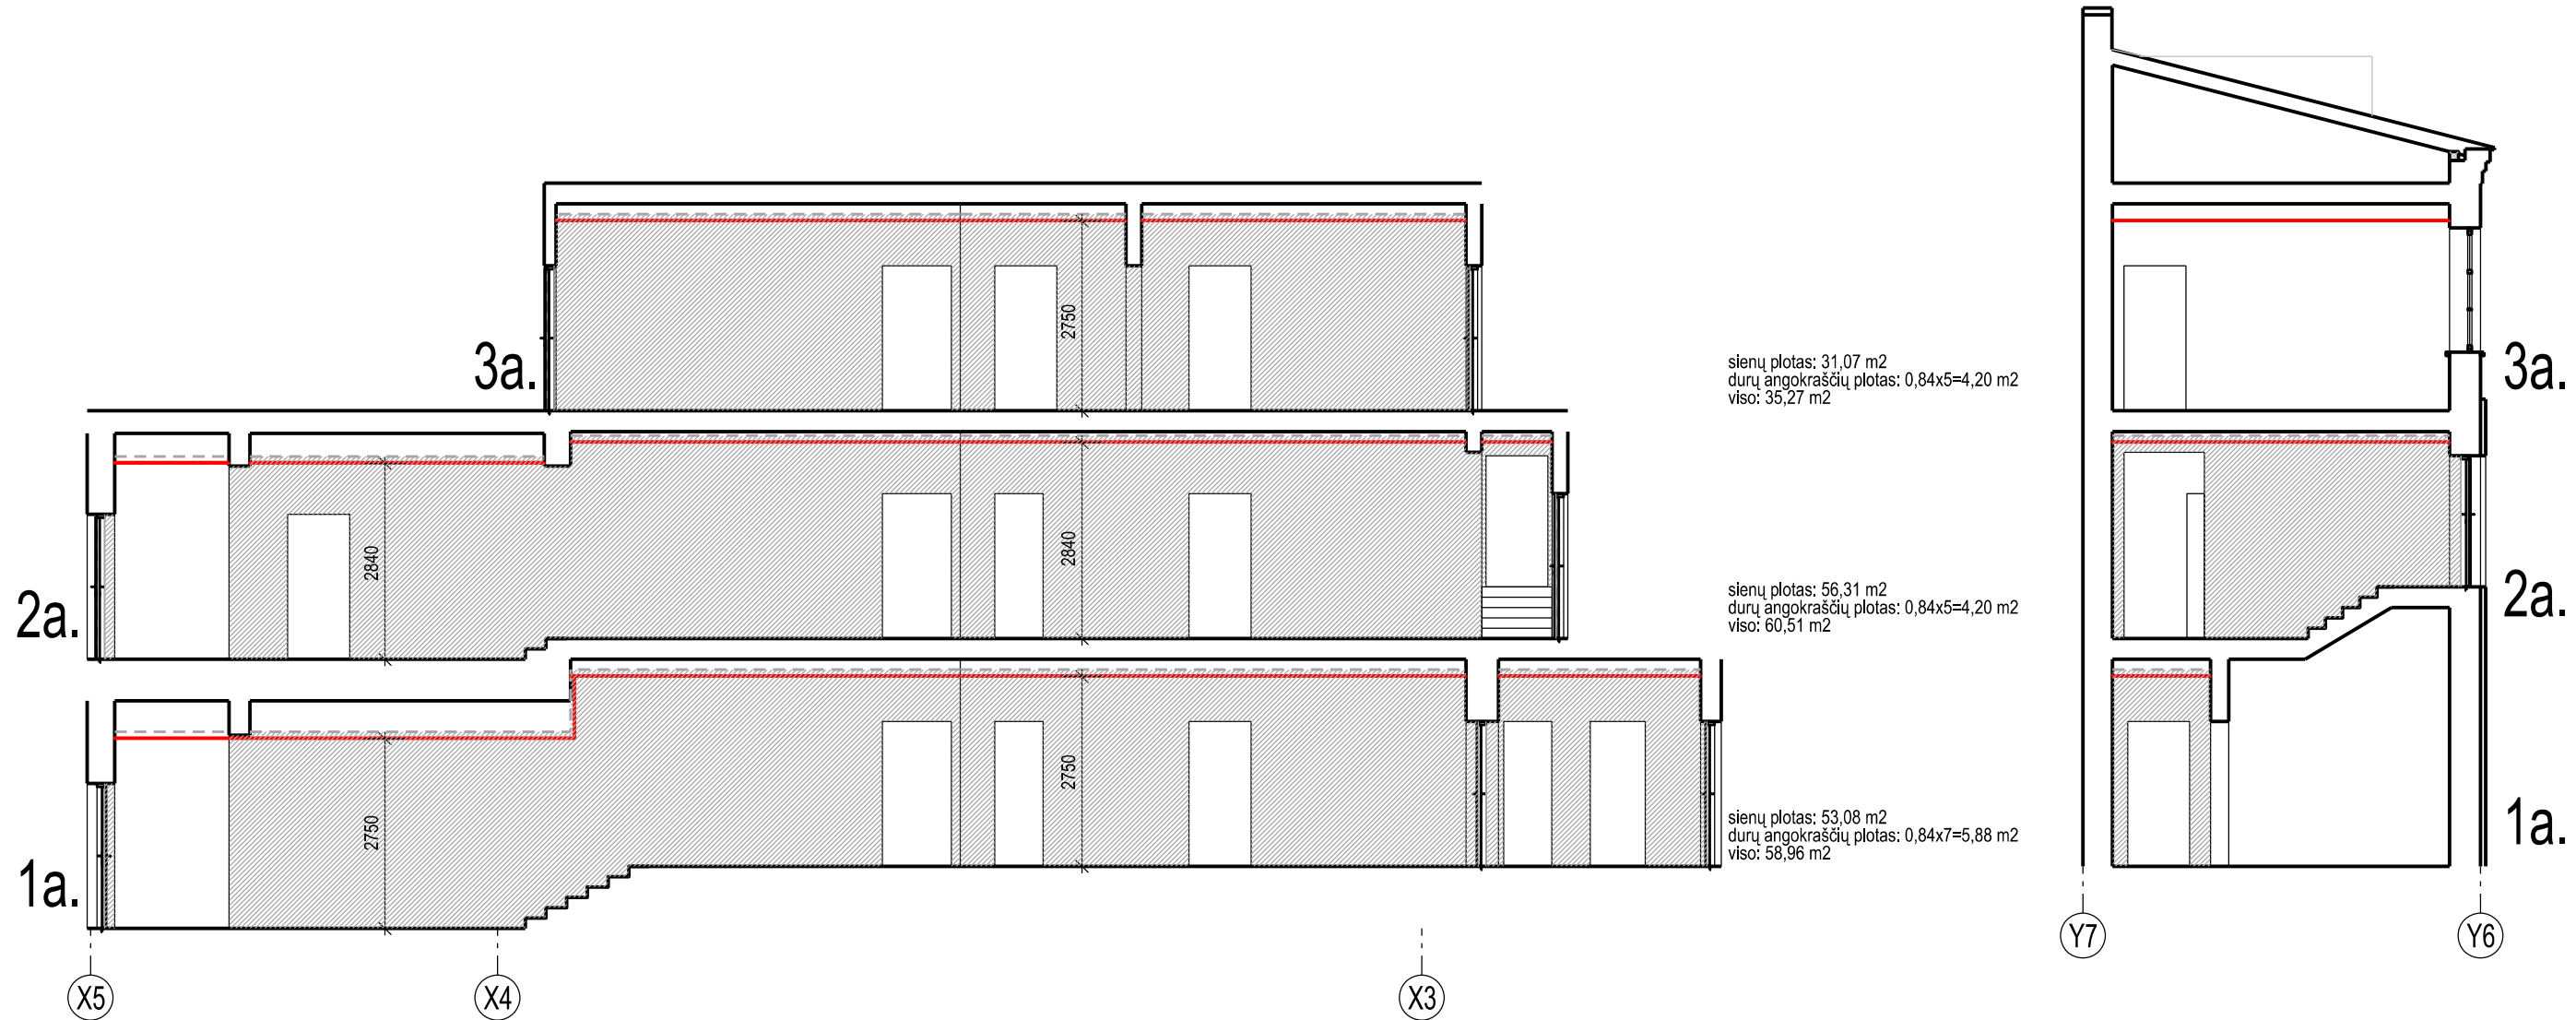 2750
3a.
sienų plotas: 31,07 m2
durų angokraščių plotas: 0,84x5=4,20 m2
viso: 35,27 m2
3a.
2840
2840
2a.
sienų plotas: 56,31 m2
durų angokraščių plotas: 0,84x5=4,20 m2
viso: 60,51 m2
2a.
2750
2750
1a.
sienų plotas: 53,08 m2
durų angokraščių plotas: 0,84x7=5,88 m2
viso: 58,96 m2
1a.
Y7
Y6
X5
X4
X3